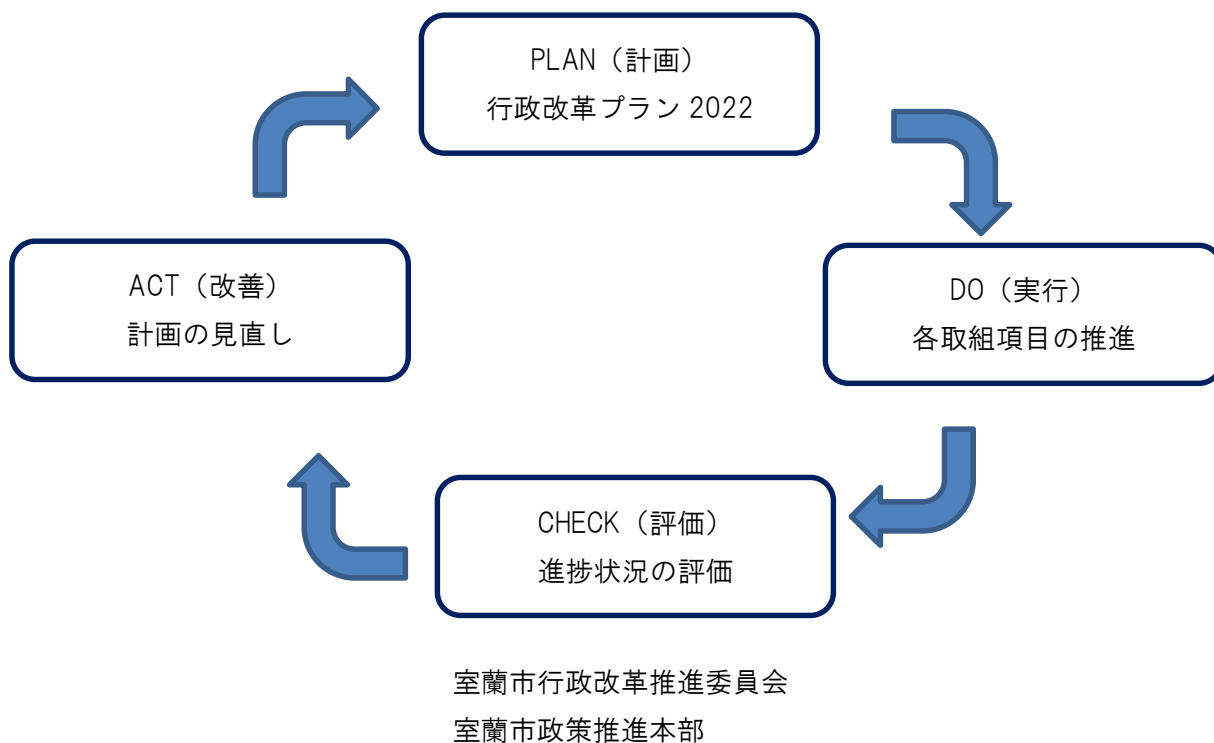 PLAN（計画）
行政改革プラン 2022
ACT（改善）
計画の見直し
DO（実行）
各取組項目の推進
CHECK（評価）
進捗状況の評価
室蘭市行政改革推進委員会
室蘭市政策推進本部